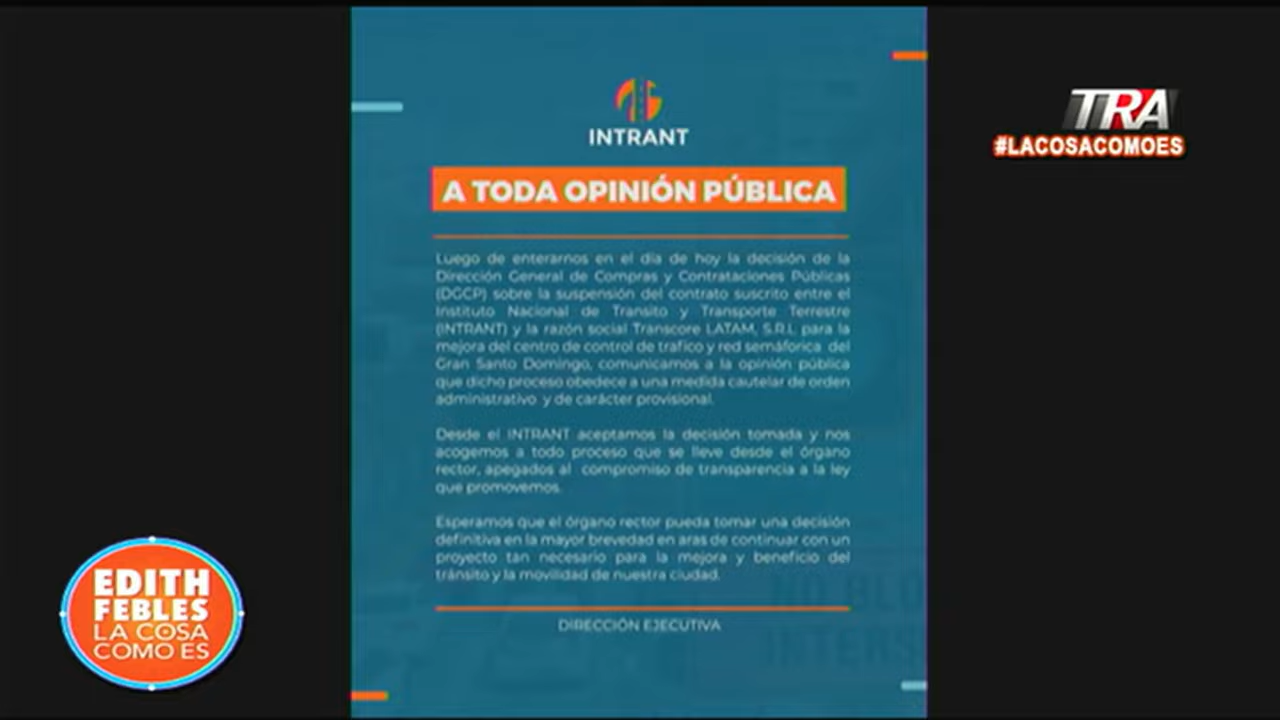 INTRANT
A TODA OPINIÓN PÚBLICA
Luego de enterarnos en el día de hoy la decisión de la
Dirección General de Compras y Contrataciones Públicas
(DGCP) sobre la suspensión del contrato suscrito entre el
Instituto Nacional de Transito y Transporte Terrestre
(INTRANT) y la razón social Transcore LATAM, S.R.L para la
mejora del centro de control de trafico y red semáforica del
Gran Santo Domingo, comunicamos a la opinión pública
que dicho proceso obedece a una medida cautelar de orden
administrativo y de carácter provisional.
Desde el INTRANT aceptamos la decisión tomada y nos
acogemos a todo proceso que se lleve desde el órgano
rector, apegados al compromiso de transparencia a la ley
que promovemos.
Esperamos que el órgano rector pueda tomar una decisión
definitiva en la mayor brevedad en aras de continuar con un
proyecto tan necesario para la mejora y beneficio del
tránsito y la movilidad de nuestra ciudad.
DIRECCIÓN EJECUTIVA
NO BLO
INTERS
TRA
#LACOSACOMOES
EDITH
FEBLES
LA COSA
COMO ES